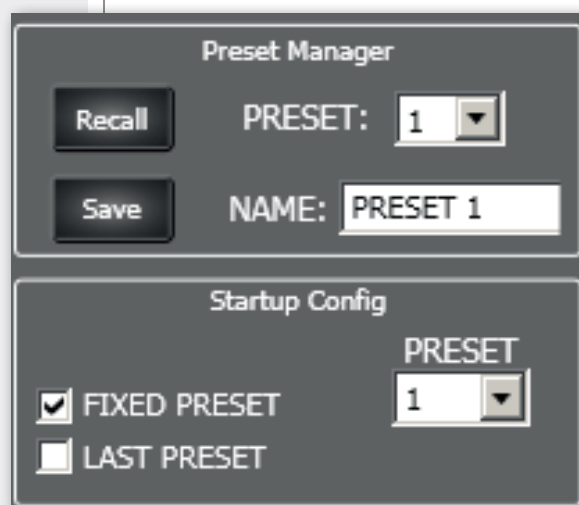 Preset Manager
Recall PRESET: 1
Save NAME: PRESET 1
Startup Config
PRESET
FIXED PRESET 1
LAST PRESET